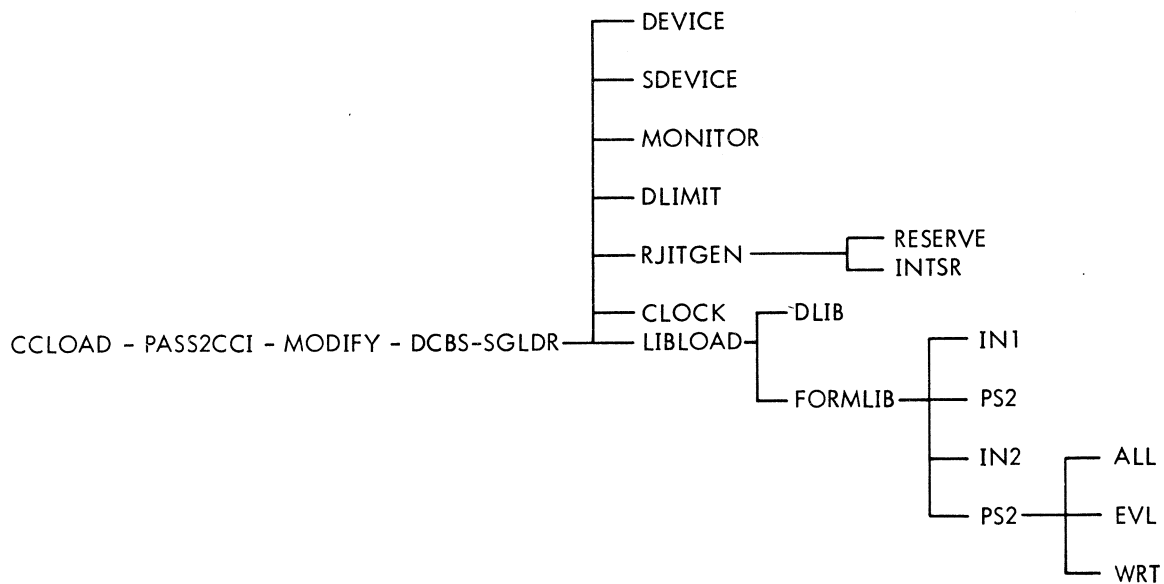 DEVICE
SDEVICE
MONITOR
DLIMIT
RJITGEN
RESERVE
INTSR
CLOCK
DLIB
CCLOAD - PASS2CCI - MODIFY - DCBS-SGLDR
LIBLOAD
IN1
FORMLIB
PS2
IN2
ALL
PS2
EVL
WRT